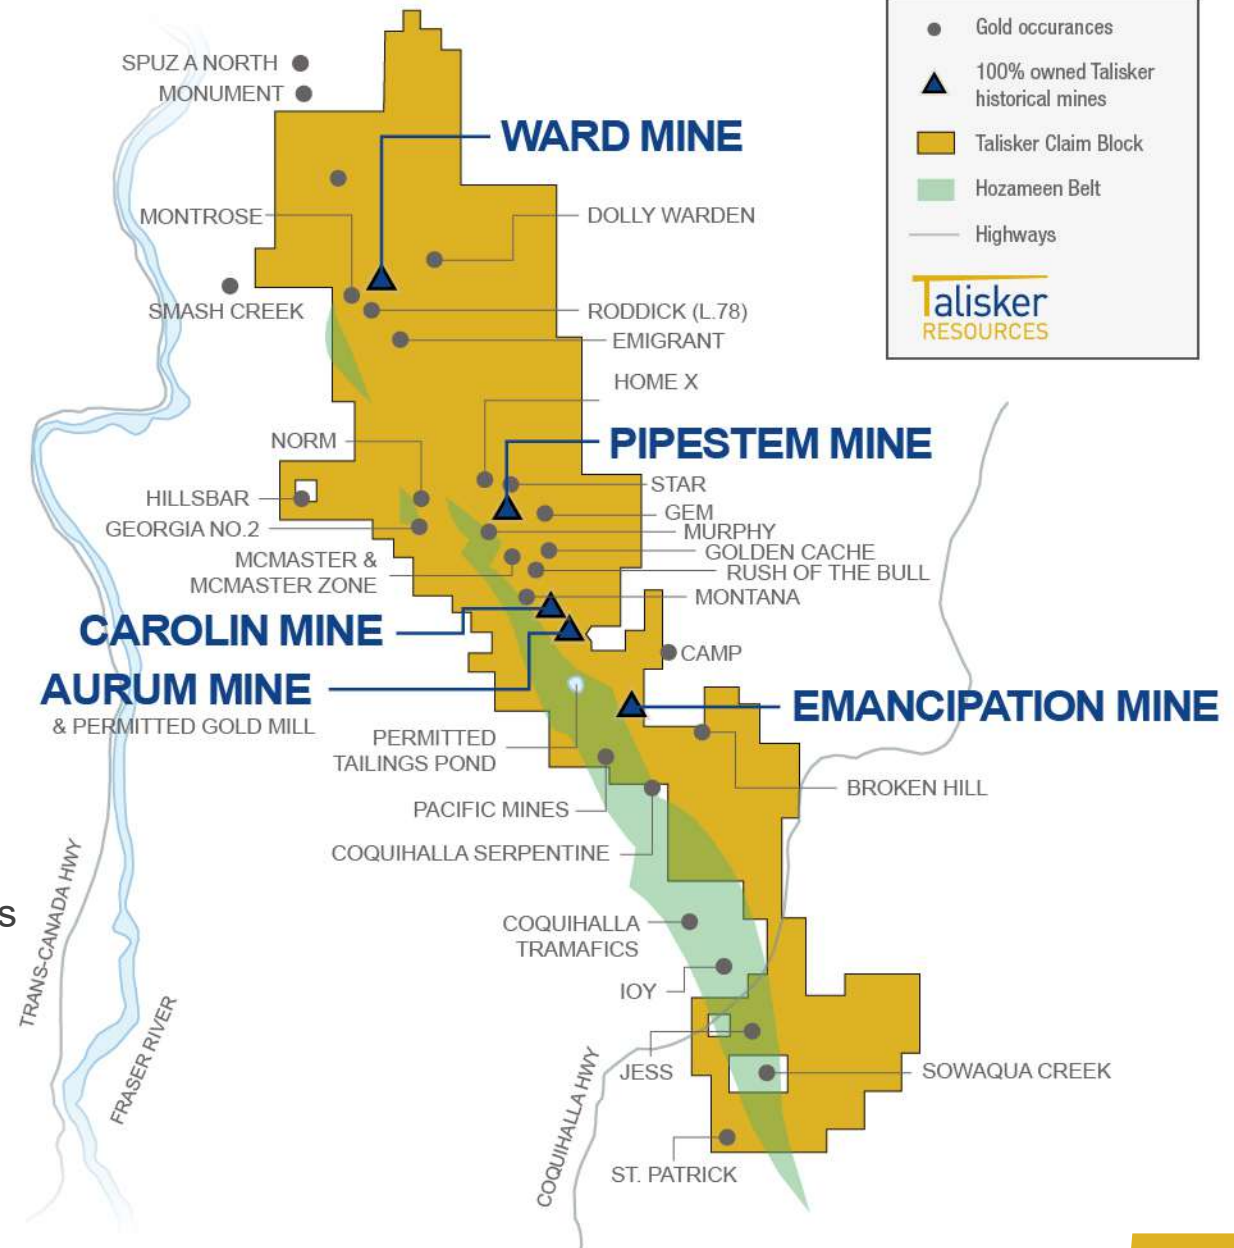 Gold occurances
100% owned Talisker
historical mines
Talisker Claim Block
Hozameen Belt
Highways
Talisker
RESOURCES
SPUZ A NORTH
MONUMENT
WARD MINE
MONTROSE
DOLLY WARDEN
SMASH CREEK
RODDICK (L.78)
EMIGRANT
HOME X
NORM
PIPESTEM MINE
HILLSBAR
STAR
GEM
GEORGIA NO.2
MURPHY
GOLDEN CACHE
MCMASTER &
MCMASTER ZONE
RUSH OF THE BULL
MONTANA
CAROLIN MINE
CAMP
AURUM MINE
& PERMITTED GOLD MILL
EMANCIPATION MINE
PERMITTED
TAILINGS POND
BROKEN HILL
PACIFIC MINES
COQUIHALLA SERPENTINE
s
COQUIHALLA
TRAMAFICS
IOY
TRANS-CANADA HWY
FRASER RIVER
COQUIHALLA HWY
JESS
SOWAQUA CREEK
ST. PATRICK